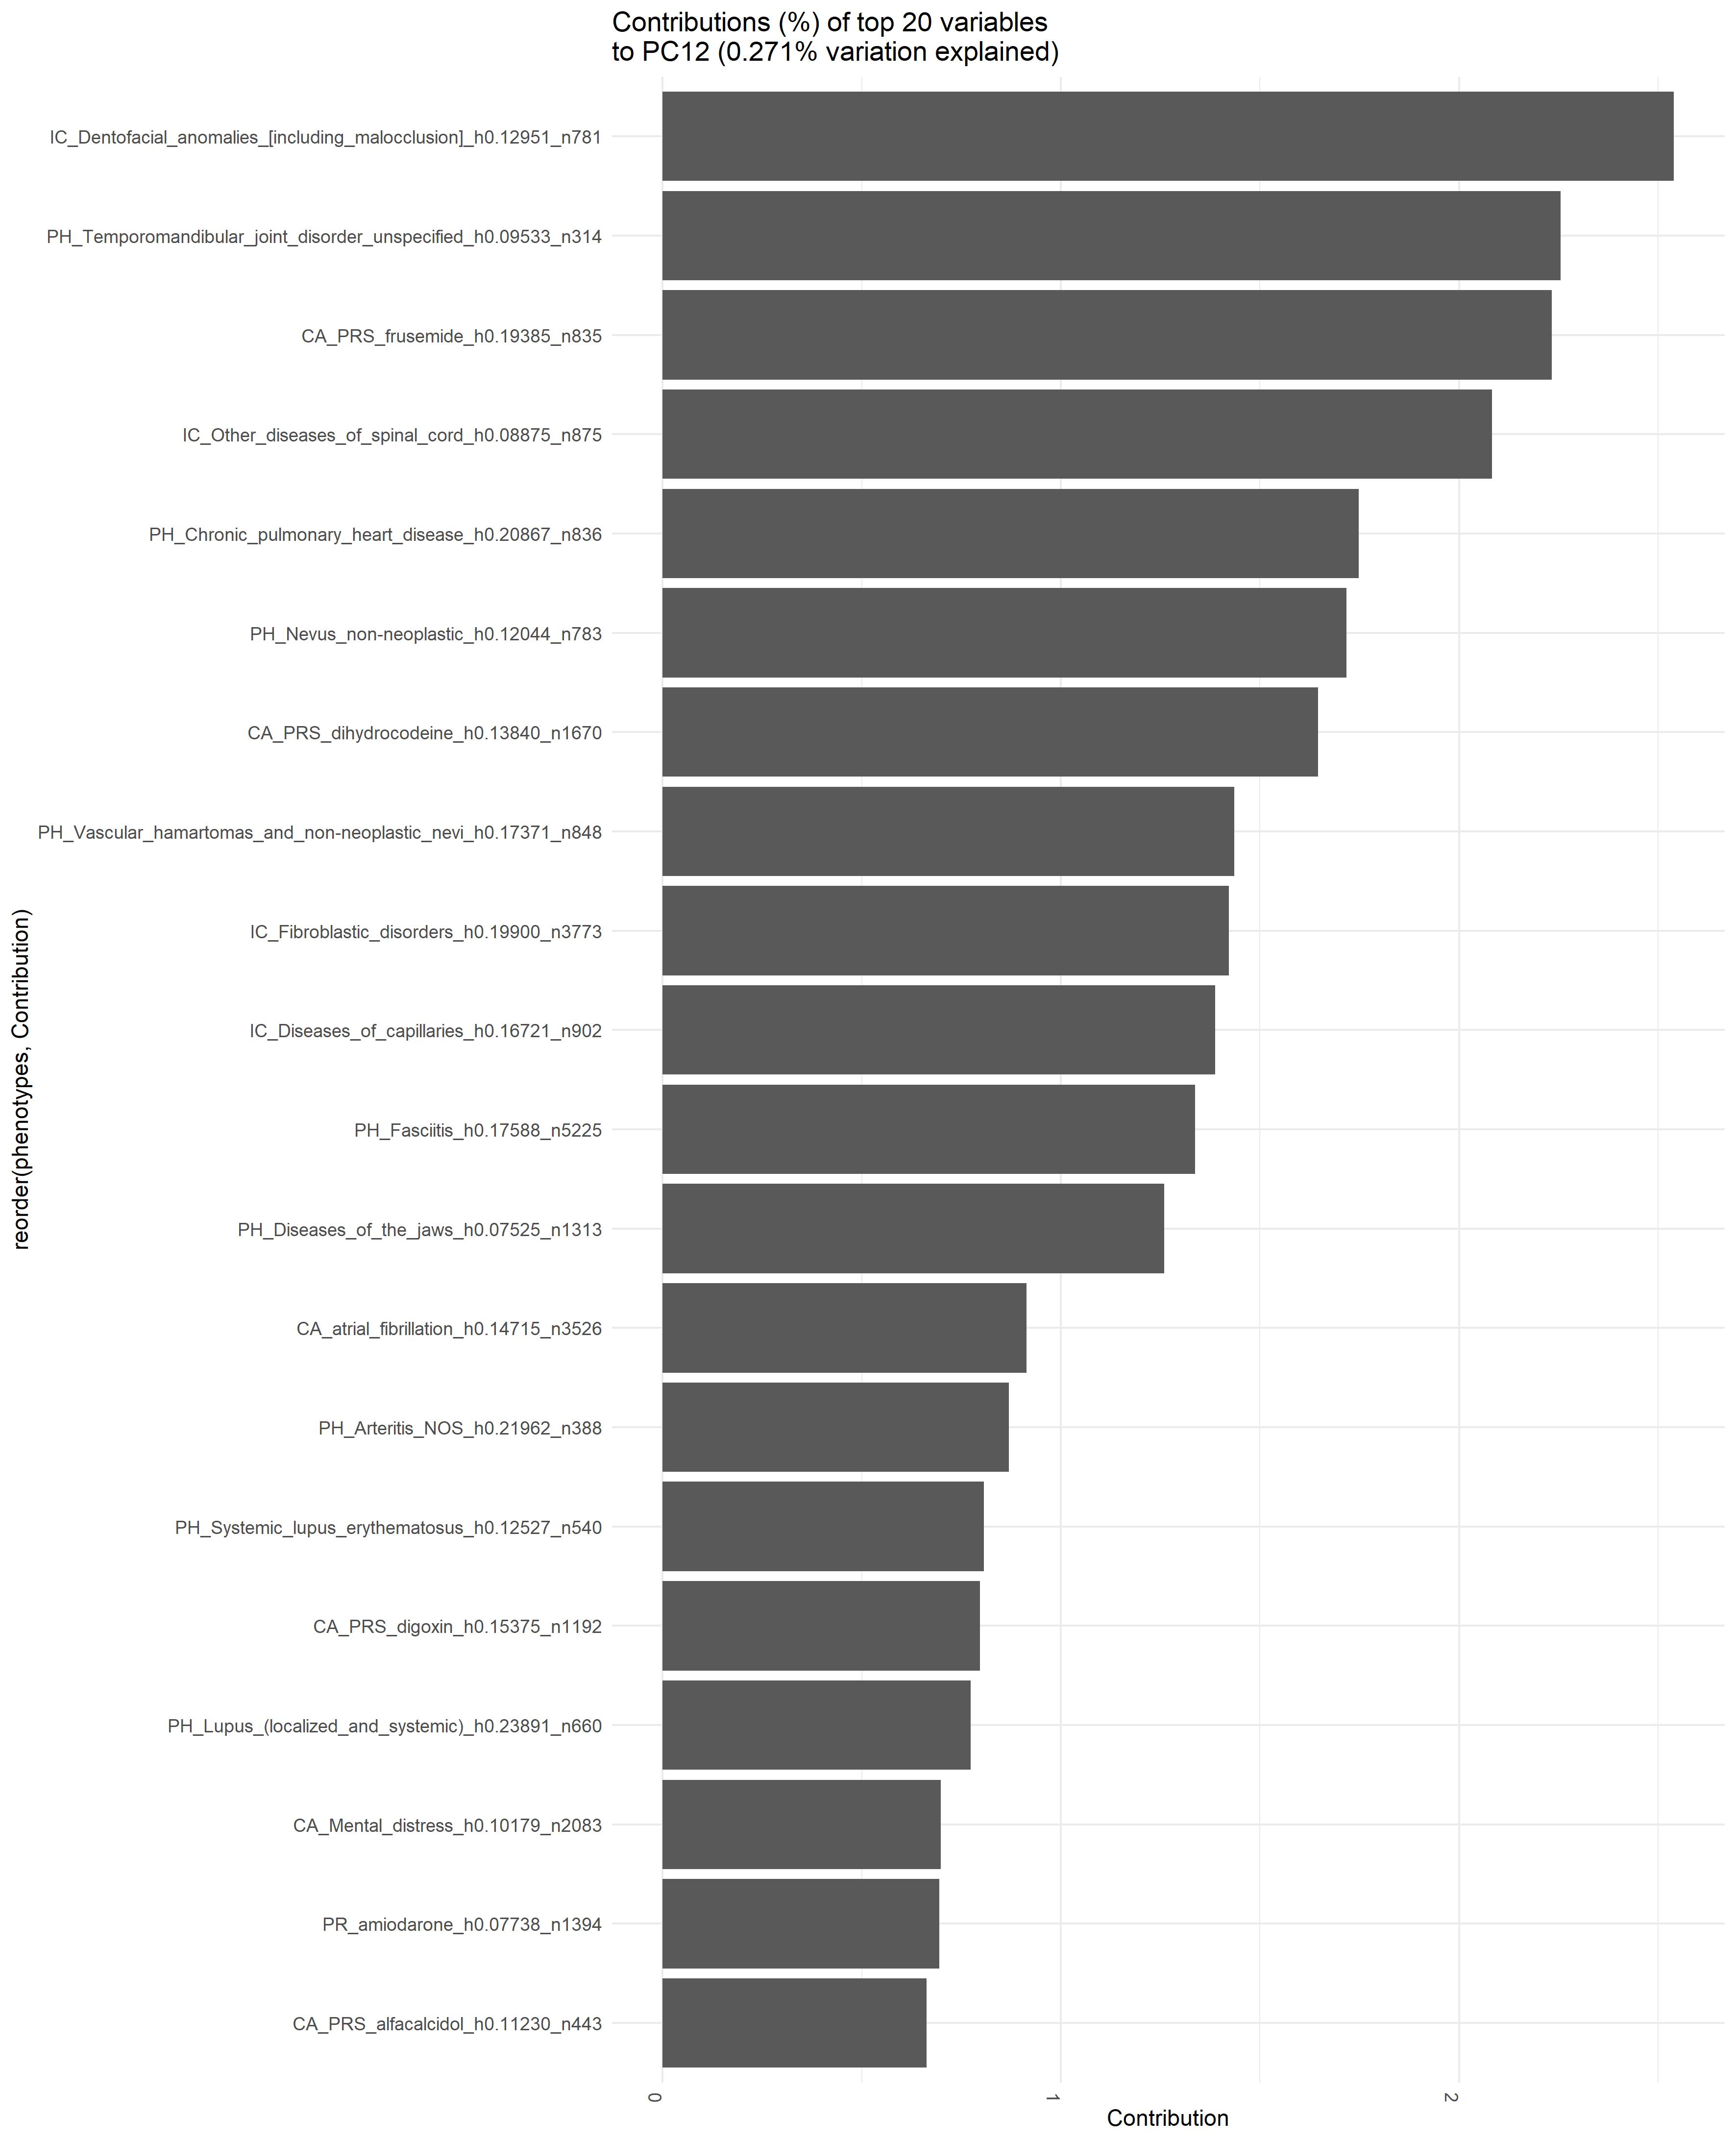 Contributions (%) of top 20 variables
to PC12 (0.271% variation explained)
IC_Dentofacial_anomalies_[including_malocclusion]_h0.12951_n781
PH_Temporomandibular_joint_disorder_unspecified_h0.09533_n314
CA_PRS_frusemide_h0.19385_n835
IC_Other_diseases_of_spinal_cord_h0.08875_n875
PH_Chronic_pulmonary_heart_disease_h0.20867_n836
PH_Nevus_non-neoplastic_h0.12044_n783
CA_PRS_dihydrocodeine_h0.13840_n1670
PH_Vascular_hamartomas_and_non-neoplastic_nevi_h0.17371_n848
IC_Fibroblastic_disorders_h0.19900_n3773
IC_Diseases_of_capillaries_h0.16721_n902
PH_Fasciitis_h0.17588_n5225
PH_Diseases_of_the_jaws_h0.07525_n1313
CA_atrial_fibrillation_h0.14715_n3526
PH_Arteritis_NOS_h0.21962_n388
PH_Systemic_lupus_erythematosus_h0.12527_n540
CA_PRS_digoxin_h0.15375_n1192
PH_Lupus_(localized_and_systemic)_h0.23891_n660
CA_Mental_distress_h0.10179_n2083
PR_amiodarone_h0.07738_n1394
CA_PRS_alfacalcidol_h0.11230_n443
reorder(phenotypes, Contribution)
0
1
2
Contribution